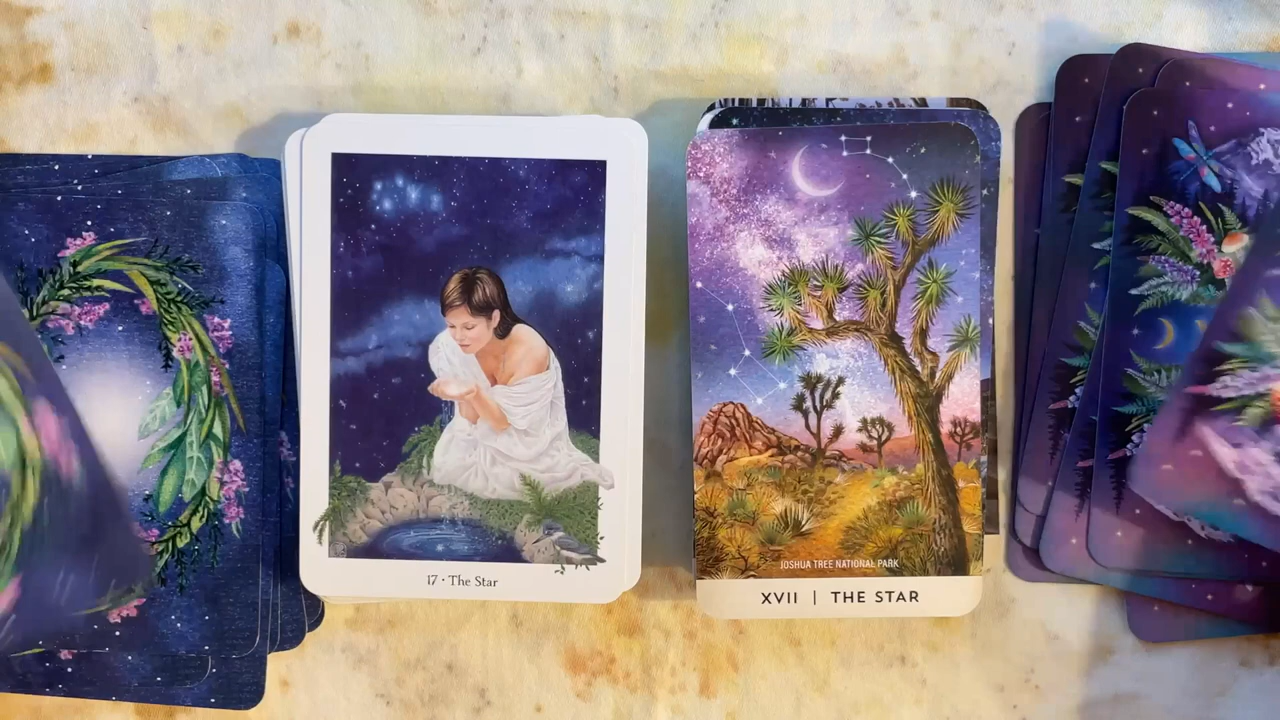 17 · The Star
JOSHUA TREE NATIONAL PARK
XVII | THE STAR